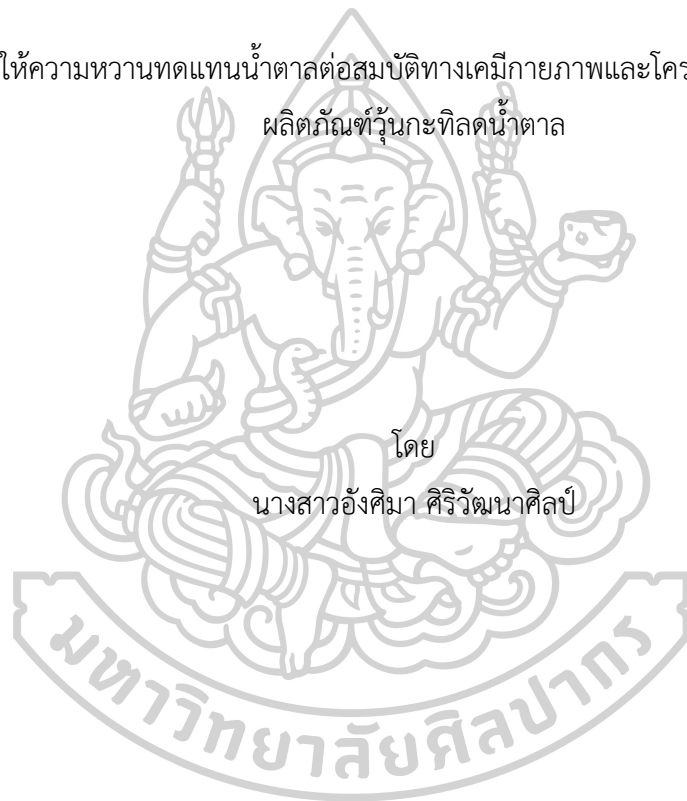 ให้ความหวานทดแทนน้ำตาลต่อสมบัติทางเคมีกายภาพและโคร
ผลิตภัณฑ์วุ้นกะทิลดน้ำตาล
โดย
นางสาวอังศิมา ศิริวัฒนาศิลป์
มหาวิทยาลัยศิลปากร